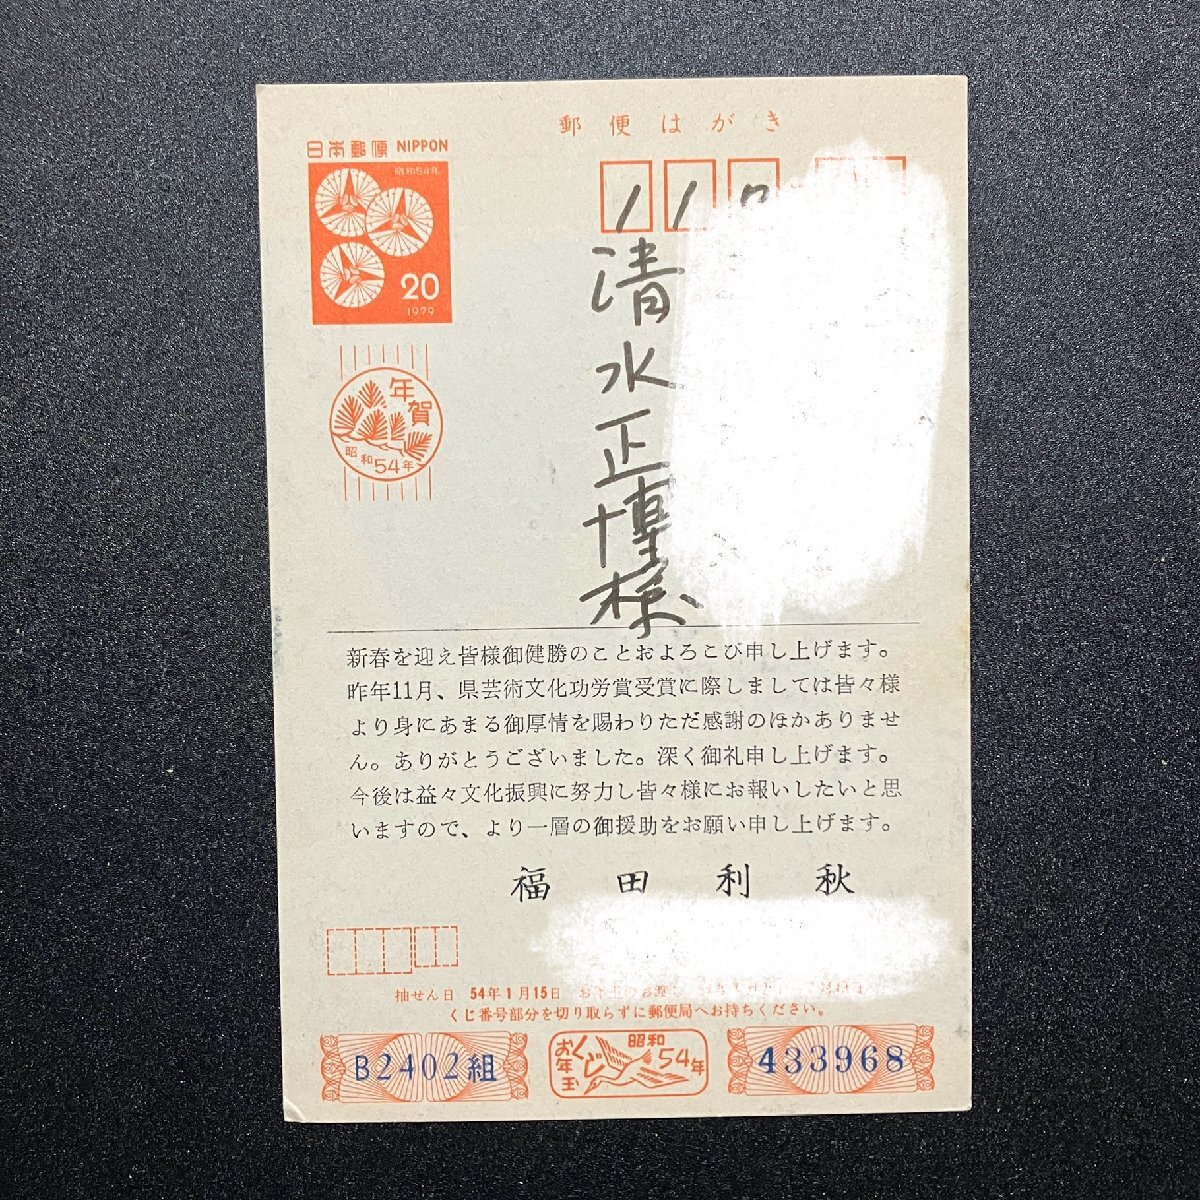 郵便はがき
日本郵便 NIPPON
昭和54年
20
1979
年賀
昭和54年
11
清水正博様
新春を迎え皆様御健勝のことおよろこび申し上げます。
昨年11月、県芸術文化功労賞受賞に際しましては皆々様
より身にあまる御厚情を賜わりただ感謝のほかありませ
ん。ありがとうございました。深く御礼申し上げます。
今後は益々文化振興に努力し皆々様にお報いしたいと思
いますので、より一層の御援助をお願い申し上げます。
福田利秋
抽せん日 54年1月15日
くじ番号部分を切り取らずに郵便局へお持ちください。
B2402組
お年玉くじ
昭和54年
433968